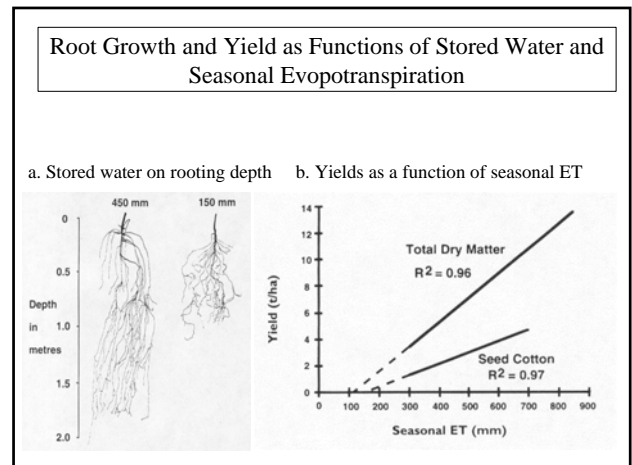 Root Growth and Yield as Functions of Stored Water and
Seasonal Evopotranspiration
a. Stored water on rooting depth
b. Yields as a function of seasonal ET
450 mm
150 mm
0
0.5
Depth
in
1.0
metres
1.5
2.0
14
12
10
8
6
4
2
0
Yield (t/ha)
Total Dry Matter
R2 = 0.96
Seed Cotton
R2 = 0.97
0 100 200 300 400 500 600 700 800 900
Seasonal ET (mm)